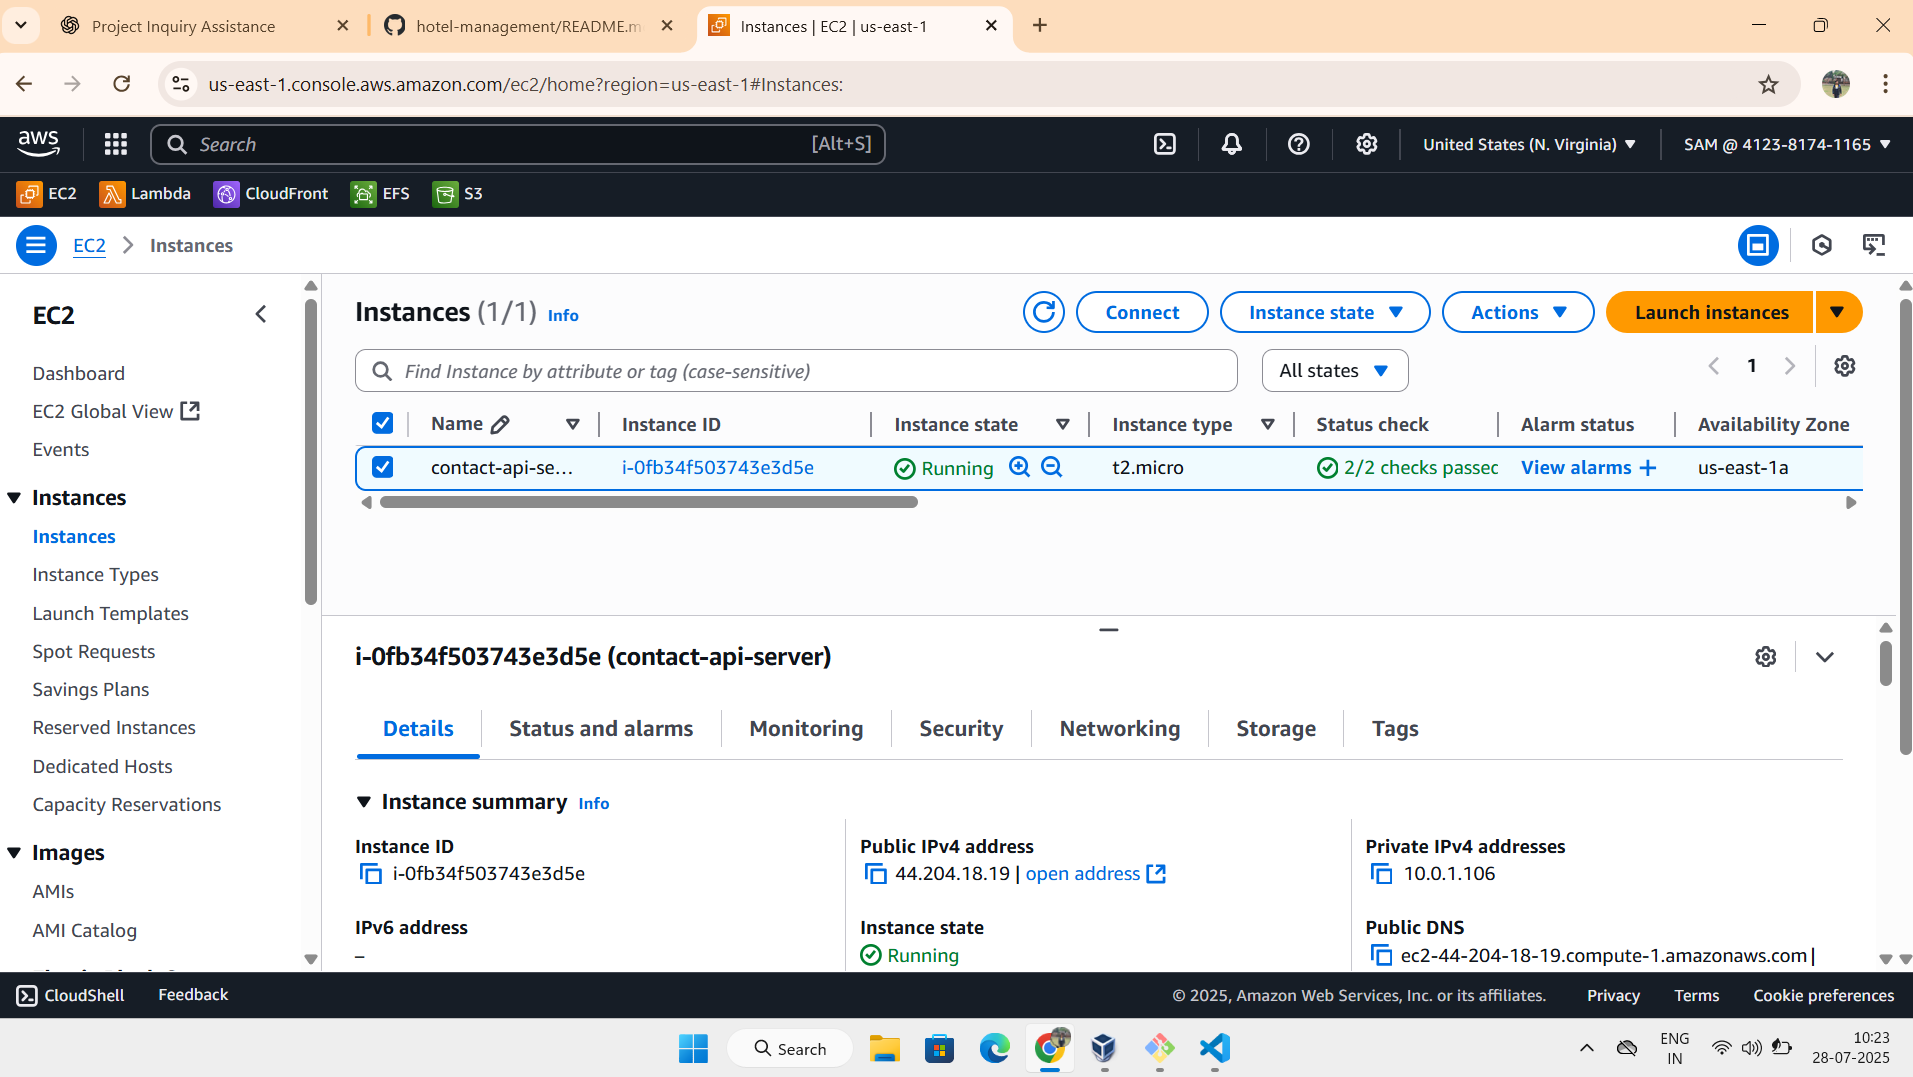 Project Inquiry Assistance
hotel-management/README.m
Instances | EC2 | us-east-1
us-east-1.console.aws.amazon.com/ec2/home?region=us-east-1#Instances:
aws
Search
[Alt+S]
United States (N. Virginia)
SAM @ 4123-8174-1165
EC2
Lambda
CloudFront
EFS
S3
EC2
Instances
EC2
Dashboard
EC2 Global View
Events
Instances
Instances
Instance Types
Launch Templates
Spot Requests
Savings Plans
Reserved Instances
Dedicated Hosts
Capacity Reservations
Images
AMIs
AMI Catalog
Instances (1/1) Info
Connect
Instance state
Actions
Launch instances
Find Instance by attribute or tag (case-sensitive)
All states
1
Name
Instance ID
Instance state
Instance type
Status check
Alarm status
Availability Zone
contact-api-se...
i-0fb34f503743e3d5e
Running
t2.micro
2/2 checks passec
View alarms +
us-east-1a
i-0fb34f503743e3d5e (contact-api-server)
Details
Status and alarms
Monitoring
Security
Networking
Storage
Tags
Instance summary Info
Instance ID
i-0fb34f503743e3d5e
Public IPv4 address
44.204.18.19 | open address
Private IPv4 addresses
10.0.1.106
IPv6 address
–
Instance state
Running
Public DNS
ec2-44-204-18-19.compute-1.amazonaws.com |
CloudShell
Feedback
© 2025, Amazon Web Services, Inc. or its affiliates.
Privacy
Terms
Cookie preferences
Search
ENG
IN
10:23
28-07-2025